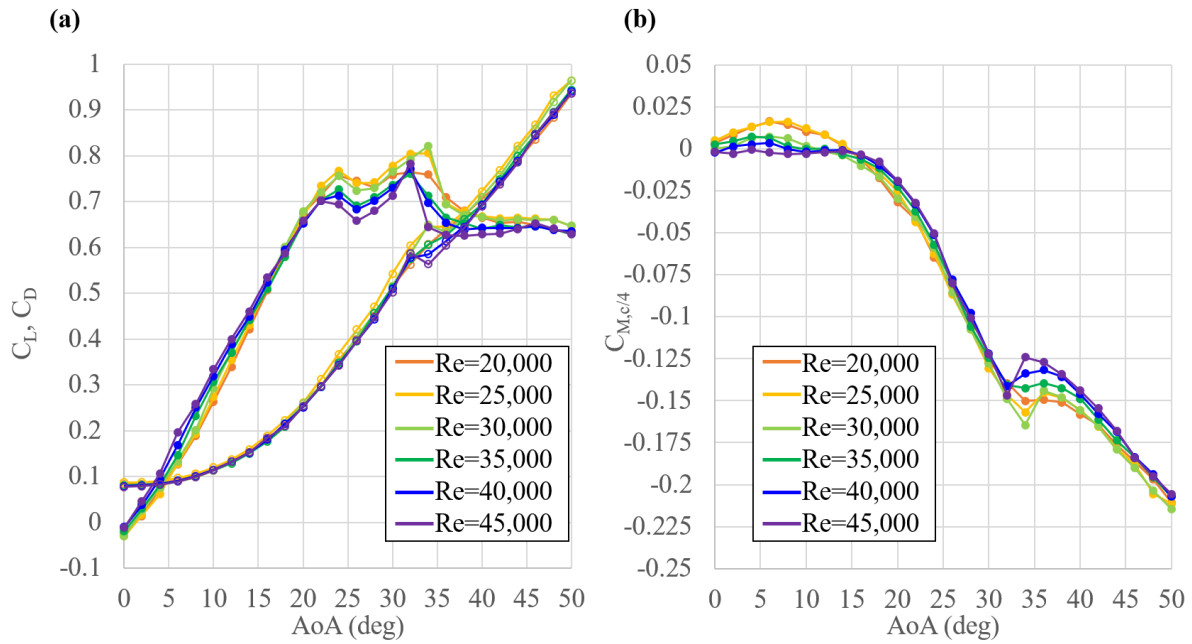 (a)
1
0.9
0.8
0.7
0.6
0.5
0.4
0.3
0.2
0.1
0
-0.1
C_L, C_D
0 5 10 15 20 25 30 35 40 45 50
AoA (deg)
Re=20,000
Re=25,000
Re=30,000
Re=35,000
Re=40,000
Re=45,000
(b)
0.05
0.025
0
-0.025
-0.05
-0.075
-0.1
-0.125
-0.15
-0.175
-0.2
-0.225
-0.25
C_M,c/4
0 5 10 15 20 25 30 35 40 45 50
AoA (deg)
Re=20,000
Re=25,000
Re=30,000
Re=35,000
Re=40,000
Re=45,000